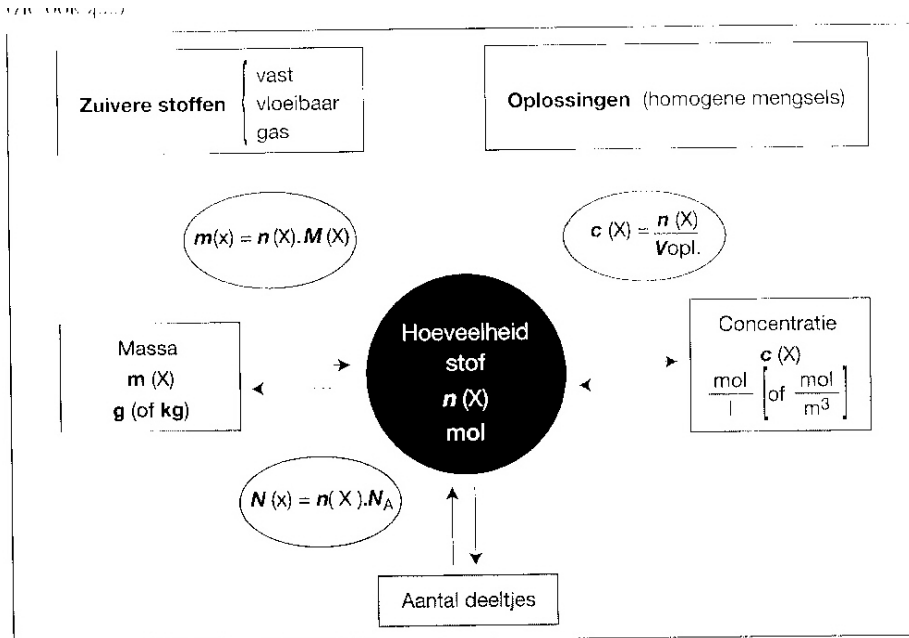 Zuivere stoffen
vast
vloeibaar
gas
Oplossingen (homogene mengsels)
m(x) = n (X).M (X)
c (X) = n (X)
Vopl.
Massa
m (X)
g (of kg)
Hoeveelheid
stof
n (X)
mol
Concentratie
c (X)
mol/l [of mol/m³]
N (x) = n( X ).N_A
Aantal deeltjes